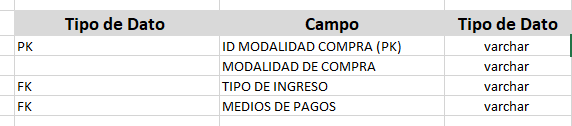 Tipo de Dato Campo Tipo de Dato
PK ID MODALIDAD COMPRA (PK) varchar
MODALIDAD DE COMPRA varchar
FK TIPO DE INGRESO varchar
FK MEDIOS DE PAGOS varchar